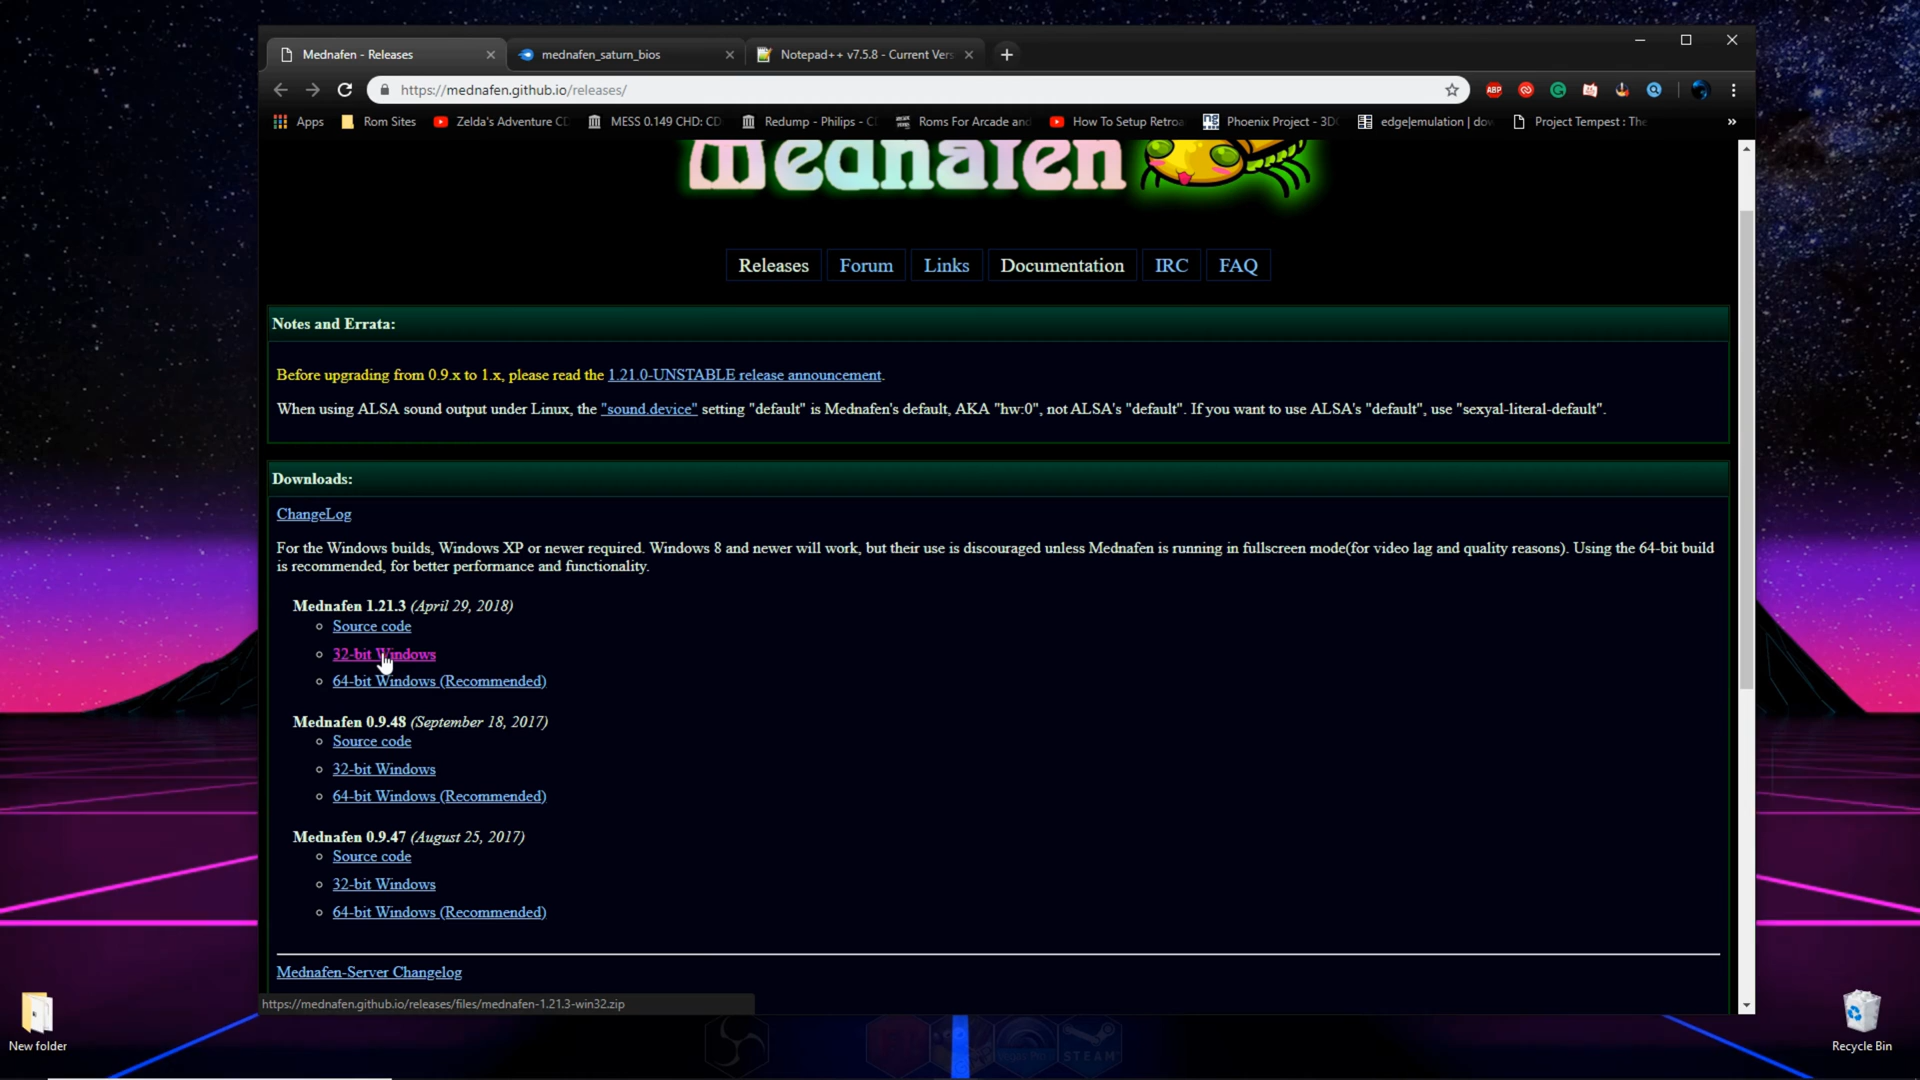 Mednafen - Releases
mednafen_saturn_bios
Notepad++ v7.5.8 - Current Vers
https://mednafen.github.io/releases/
ABP
Apps
Rom Sites
Zelda's Adventure CD
MESS 0.149 CHD: CD
Redump - Philips - C
Roms For Arcade and
How To Setup Retroa
Phoenix Project - 3DO
edge|emulation | dow
Project Tempest : The
»
Mednafen
Releases
Forum
Links
Documentation
IRC
FAQ
Notes and Errata:
Before upgrading from 0.9.x to 1.x, please read the 1.21.0-UNSTABLE release announcement.
When using ALSA sound output under Linux, the "sound.device" setting "default" is Mednafen's default, AKA "hw:0", not ALSA's "default". If you want to use ALSA's "default", use "sexyal-literal-default".
Downloads:
ChangeLog
For the Windows builds, Windows XP or newer required. Windows 8 and newer will work, but their use is discouraged unless Mednafen is running in fullscreen mode(for video lag and quality reasons). Using the 64-bit build
is recommended, for better performance and functionality.
Mednafen 1.21.3 (April 29, 2018)
Source code
32-bit Windows
64-bit Windows (Recommended)
Mednafen 0.9.48 (September 18, 2017)
Source code
32-bit Windows
64-bit Windows (Recommended)
Mednafen 0.9.47 (August 25, 2017)
Source code
32-bit Windows
64-bit Windows (Recommended)
Mednafen-Server Changelog
https://mednafen.github.io/releases/files/mednafen-1.21.3-win32.zip
New folder
STEAM
Recycle Bin